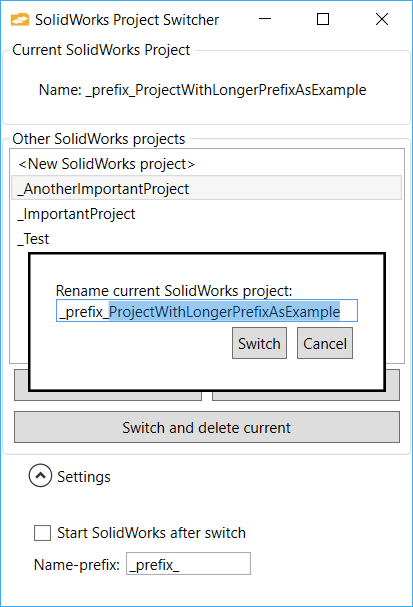 SolidWorks Project Switcher
Current SolidWorks Project
Name: _prefix_ProjectWithLongerPrefixAsExample
Other SolidWorks projects
<New SolidWorks project>
_AnotherImportantProject
_ImportantProject
_Test
Rename current SolidWorks project:
_prefix_ProjectWithLongerPrefixAsExample
Switch Cancel
Switch and delete current
Settings
Start SolidWorks after switch
Name-prefix: _prefix_